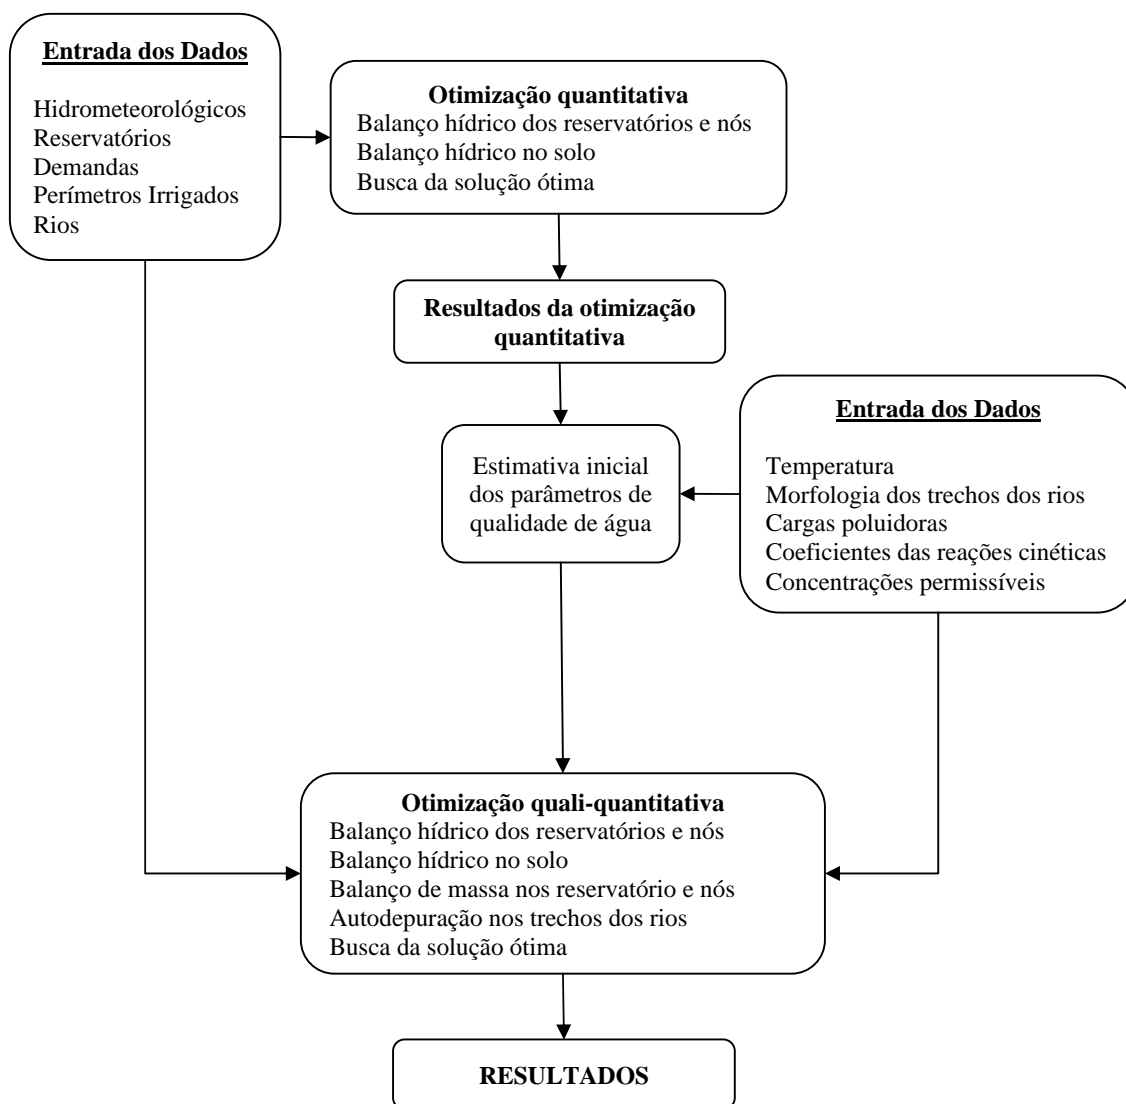 Entrada dos Dados
Hidrometeorológicos
Reservatórios
Demandas
Perímetros Irrigados
Rios
Otimização quantitativa
Balanço hídrico dos reservatórios e nós
Balanço hídrico no solo
Busca da solução ótima
Resultados da otimização
quantitativa
Estimativa inicial
dos parâmetros de
qualidade de água
Entrada dos Dados
Temperatura
Morfologia dos trechos dos rios
Cargas poluidoras
Coeficientes das reações cinéticas
Concentrações permissíveis
Otimização quali-quantitativa
Balanço hídrico dos reservatórios e nós
Balanço hídrico no solo
Balanço de massa nos reservatório e nós
Autodepuração nos trechos dos rios
Busca da solução ótima
RESULTADOS